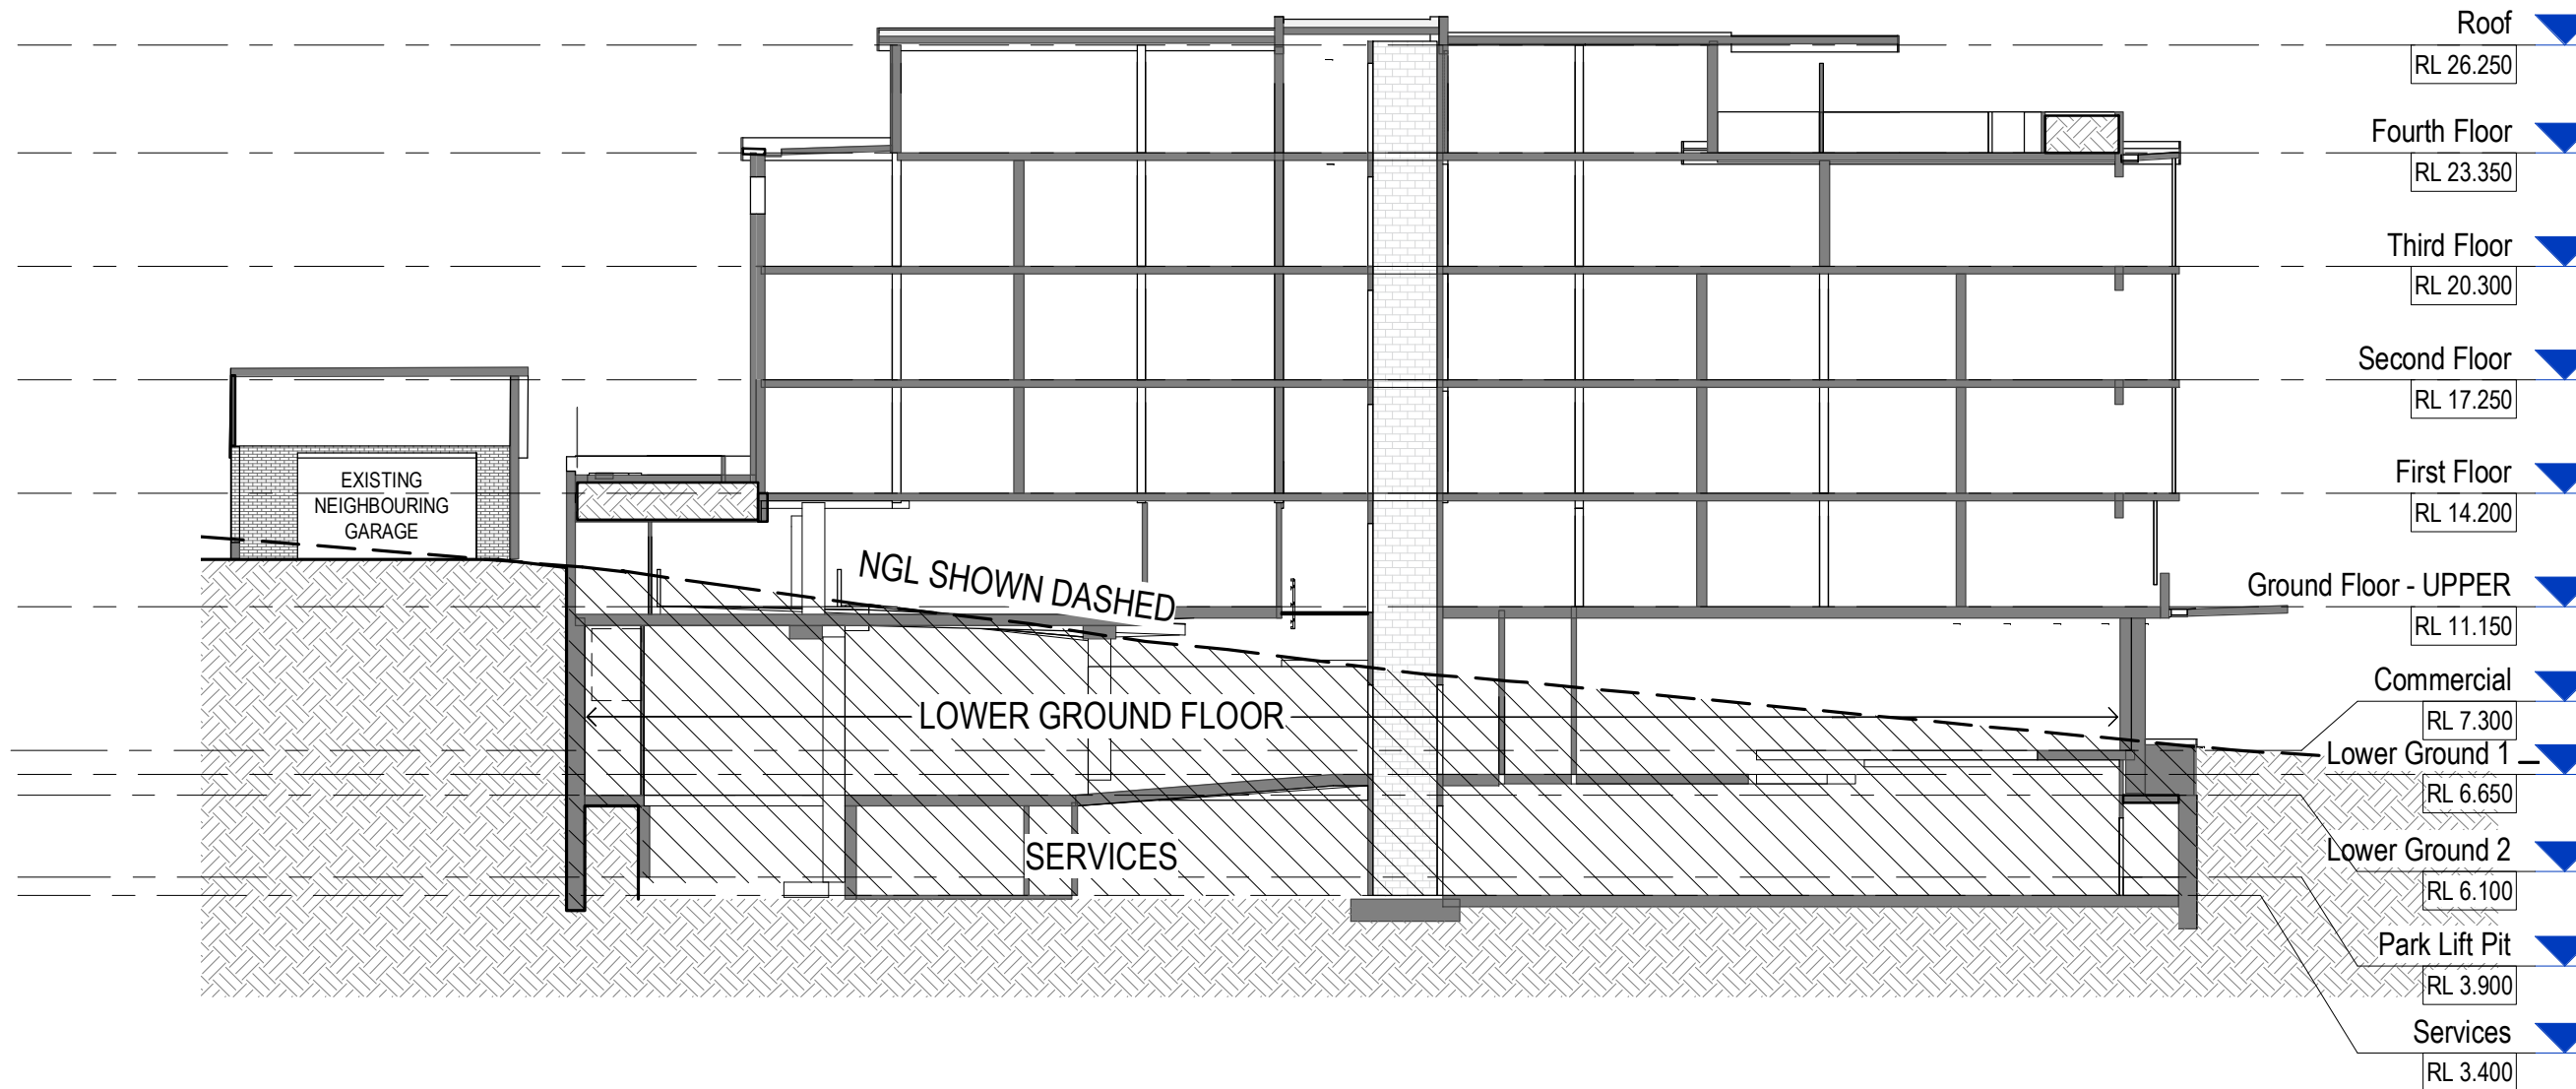 Roof
RL 26.250
Fourth Floor
RL 23.350
Third Floor
RL 20.300
Second Floor
RL 17.250
First Floor
RL 14.200
EXISTING
NEIGHBOURING
GARAGE
NGL SHOWN DASHED
Ground Floor - UPPER
RL 11.150
Commercial
RL 7.300
LOWER GROUND FLOOR
Lower Ground 1
RL 6.650
SERVICES
Lower Ground 2
RL 6.100
Park Lift Pit
RL 3.900
Services
RL 3.400